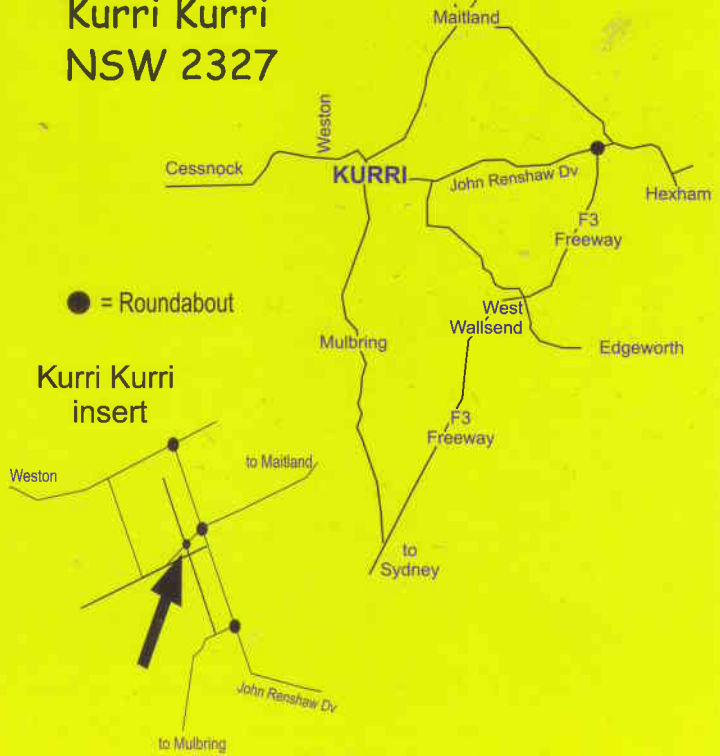 Kurri Kurri
NSW 2327
Maitland
Weston
Cessnock
KURRI
John Renshaw Dv
Hexham
F3
Freeway
= Roundabout
West
Wallsend
Mulbring
Edgeworth
Kurri Kurri
insert
F3
Freeway
Weston
to Maitland
to
Sydney
John Renshaw Dv
to Mulbring